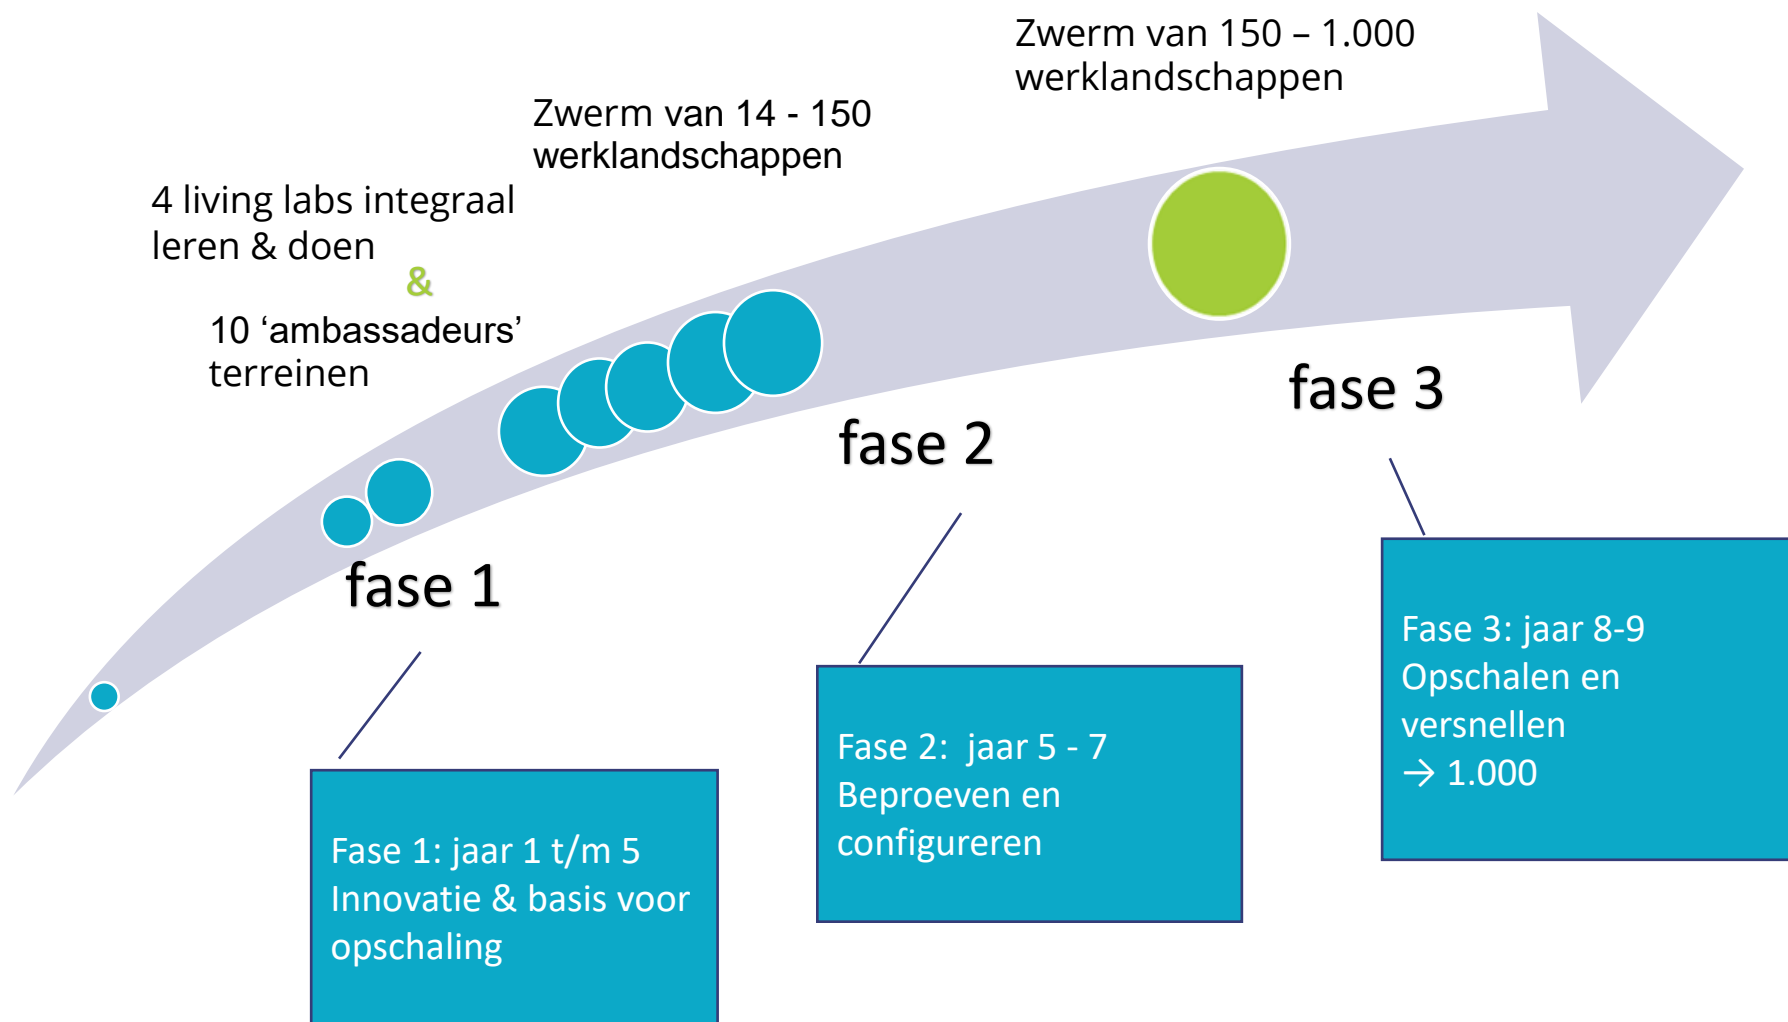 Zwerm van 150 – 1.000
werklandschappen
Zwerm van 14 - 150
werklandschappen
4 living labs integraal
leren & doen
&
10 ‘ambassadeurs’
terreinen
fase 3
fase 2
fase 1
Fase 3: jaar 8-9
Opschalen en
versnellen
→ 1.000
Fase 2:  jaar 5 - 7
Beproeven en
configureren
Fase 1: jaar 1 t/m 5
Innovatie & basis voor
opschaling